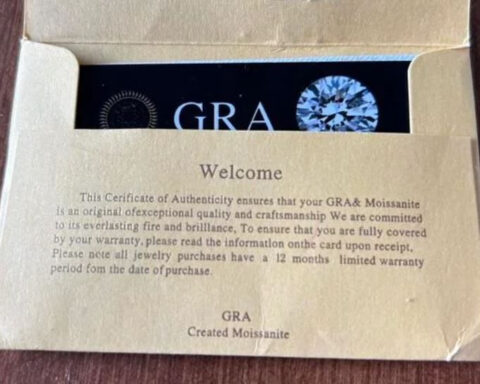 GRA
Welcome
This Cerificate of Authenticity ensures that your GRA& Moissanite
is an original ofexceptional quality and craftsmanship We are committed
to its everlasting fire and brilllance, To ensure that you are fully covered
by your warranty, please read the information onthe card upon receipt,
Please note all jewelry purchases have a 12 months limited warranty
period fom the date of purchase.
GRA
Created Moissanite